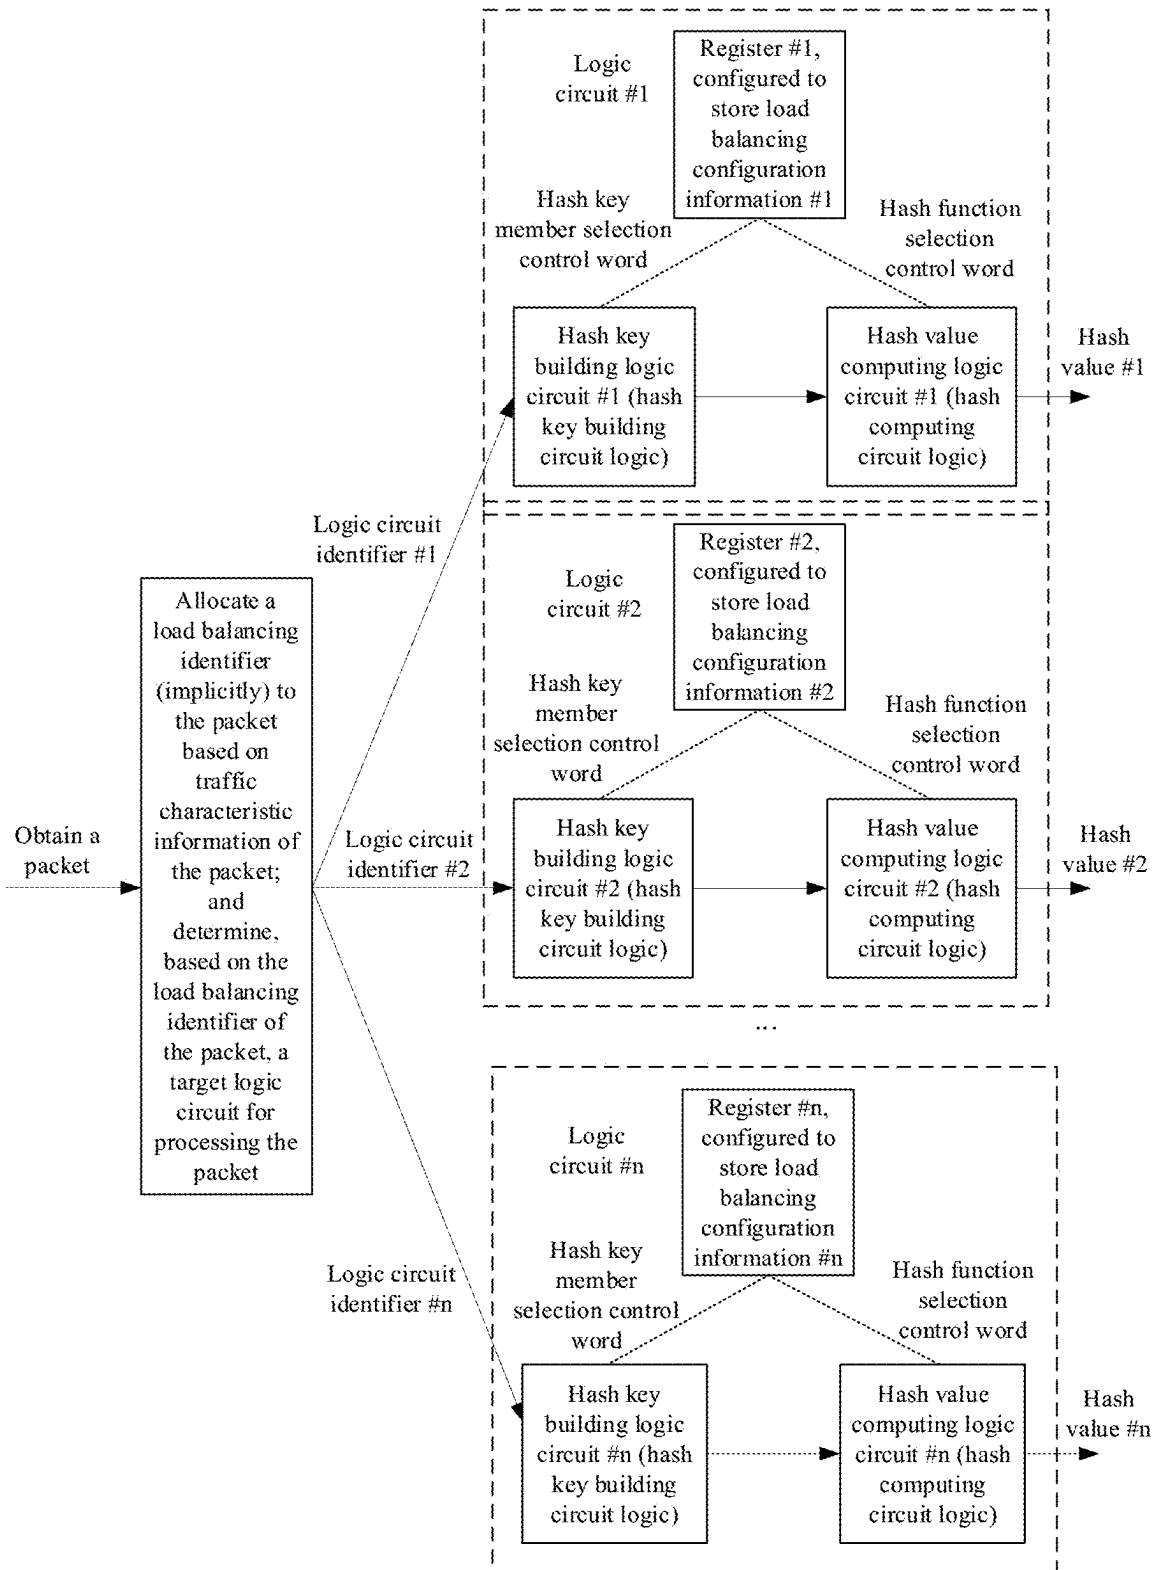 Obtain a
packet
Allocate a
load balancing
identifier
(implicitly) to
the packet
based on
traffic
characteristic
information of
the packet;
and
determine,
based on the
load balancing
identifier of
the packet, a
target logic
circuit for
processing the
packet
Logic circuit
identifier #1
Logic circuit
identifier #2
Logic circuit
identifier #n
Logic
circuit #1
Register #1,
configured to
store load
balancing
configuration
information #1
Hash key
member selection
control word
Hash function
selection
control word
Hash key
building logic
circuit #1 (hash
key building
circuit logic)
Hash value
computing logic
circuit #1 (hash
computing
circuit logic)
Hash
value #1
Logic
circuit #2
Register #2,
configured to
store load
balancing
configuration
information #2
Hash key
member
selection control
word
Hash function
selection
control word
Hash key
building logic
circuit #2 (hash
key building
circuit logic)
Hash value
computing logic
circuit #2 (hash
computing
circuit logic)
Hash
value #2
...
Logic
circuit #n
Register #n,
configured to
store load
balancing
configuration
information #n
Hash key
member
selection control
word
Hash function
selection
control word
Hash key
building logic
circuit #n (hash
key building
circuit logic)
Hash value
computing logic
circuit #n (hash
computing
circuit logic)
Hash
value #n